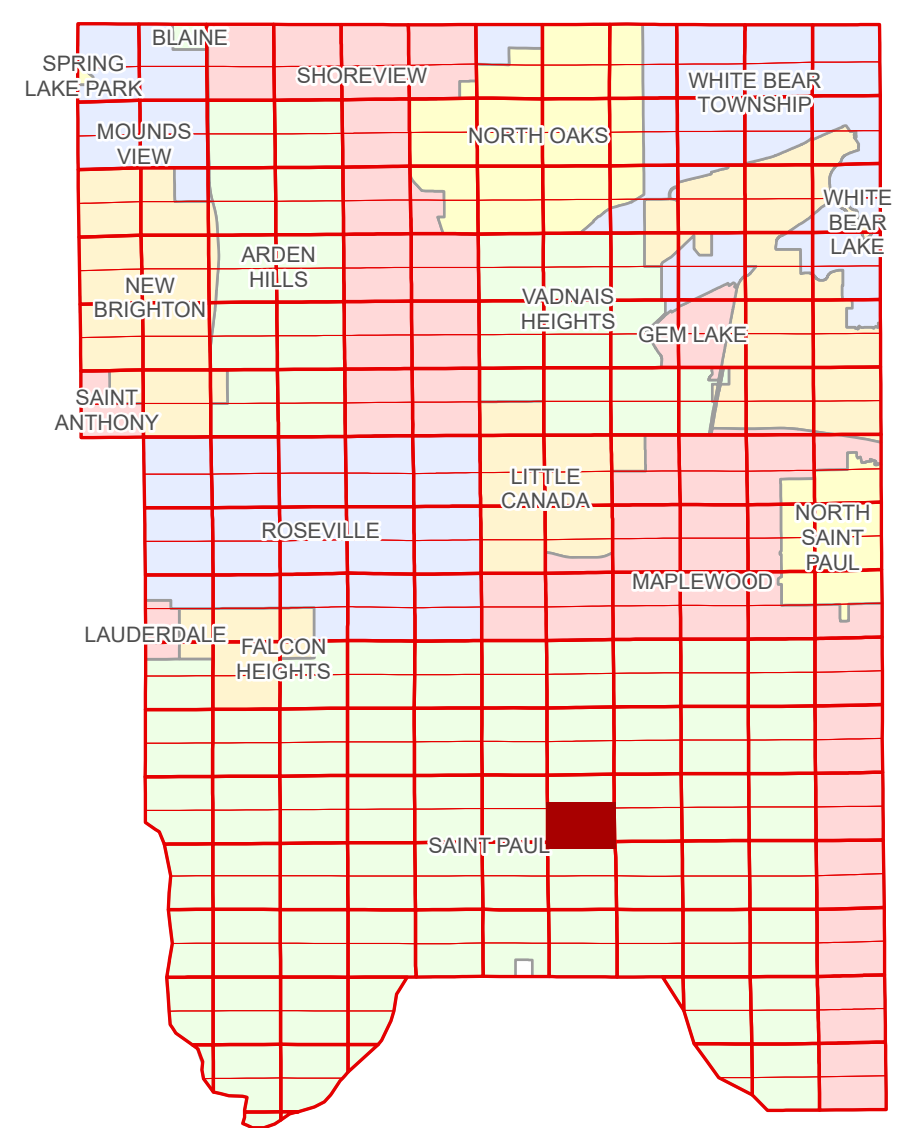 BLAINE
SPRING
LAKE PARK
SHOREVIEW
WHITE BEAR
TOWNSHIP
MOUNDS
VIEW
NORTH OAKS
WHITE
BEAR
LAKE
ARDEN
HILLS
NEW
BRIGHTON
VADNAIS
HEIGHTS
GEM LAKE
SAINT
ANTHONY
LITTLE
CANADA
ROSEVILLE
NORTH
SAINT
PAUL
MAPLEWOOD
LAUDERDALE
FALCON
HEIGHTS
SAINT PAUL